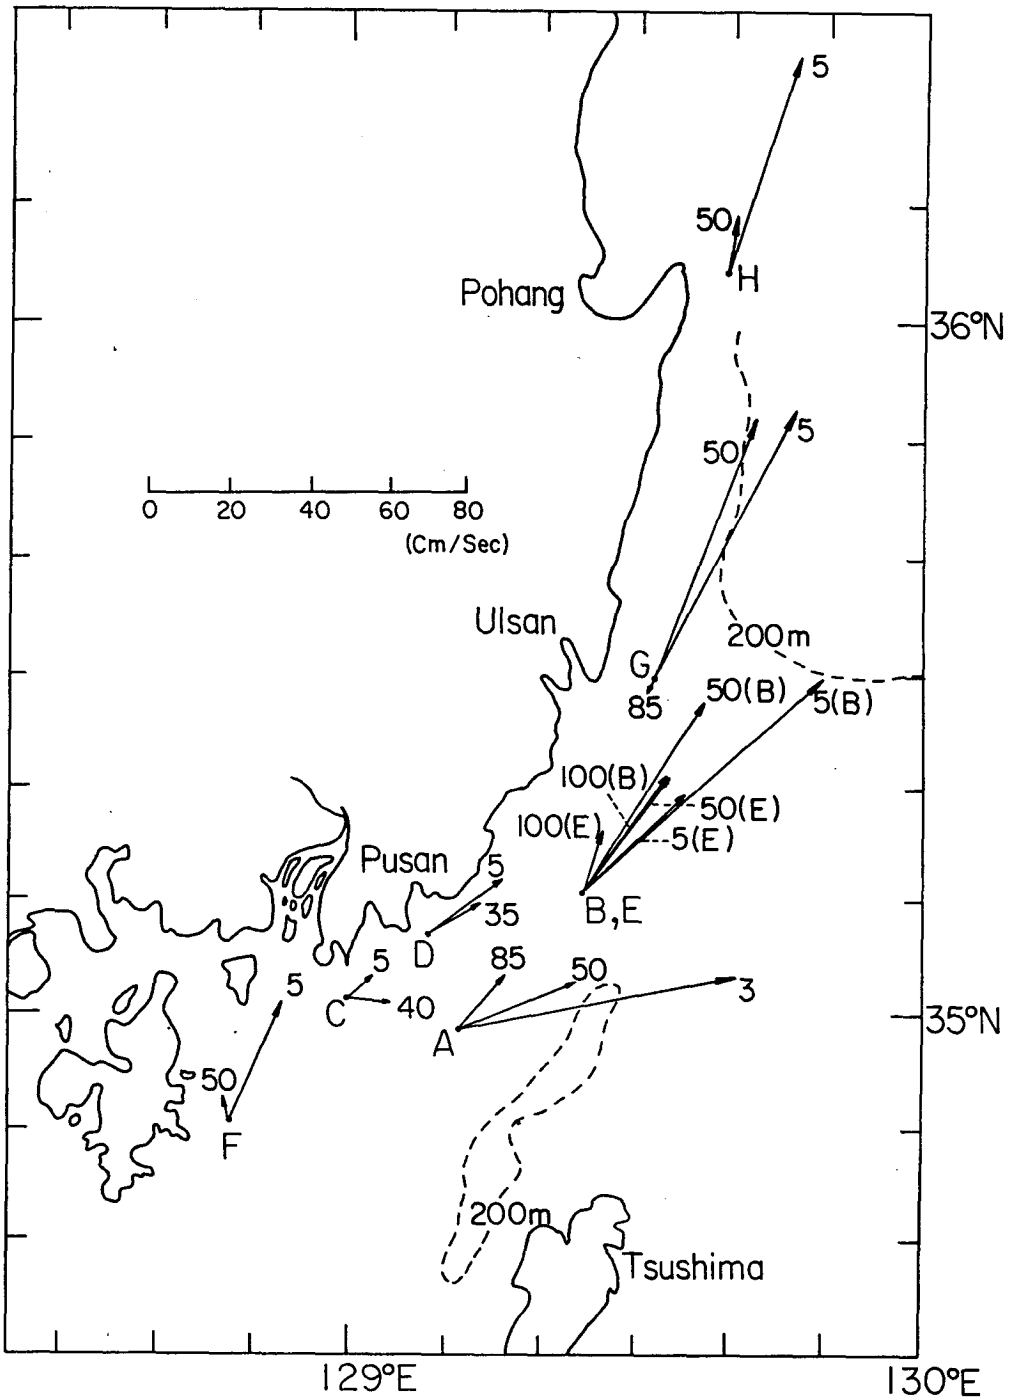 5
50
H
Pohang
36°N
50
5
0 20 40 60 80
(Cm/Sec)
Ulsan
200m
G
85
50(B)
5(B)
100(B)
50(E)
100(E)
5(E)
Pusan
5
35
B,E
D
85
5
50
5
3
C
40
35°N
A
50
F
200m
Tsushima
129°E
130°E